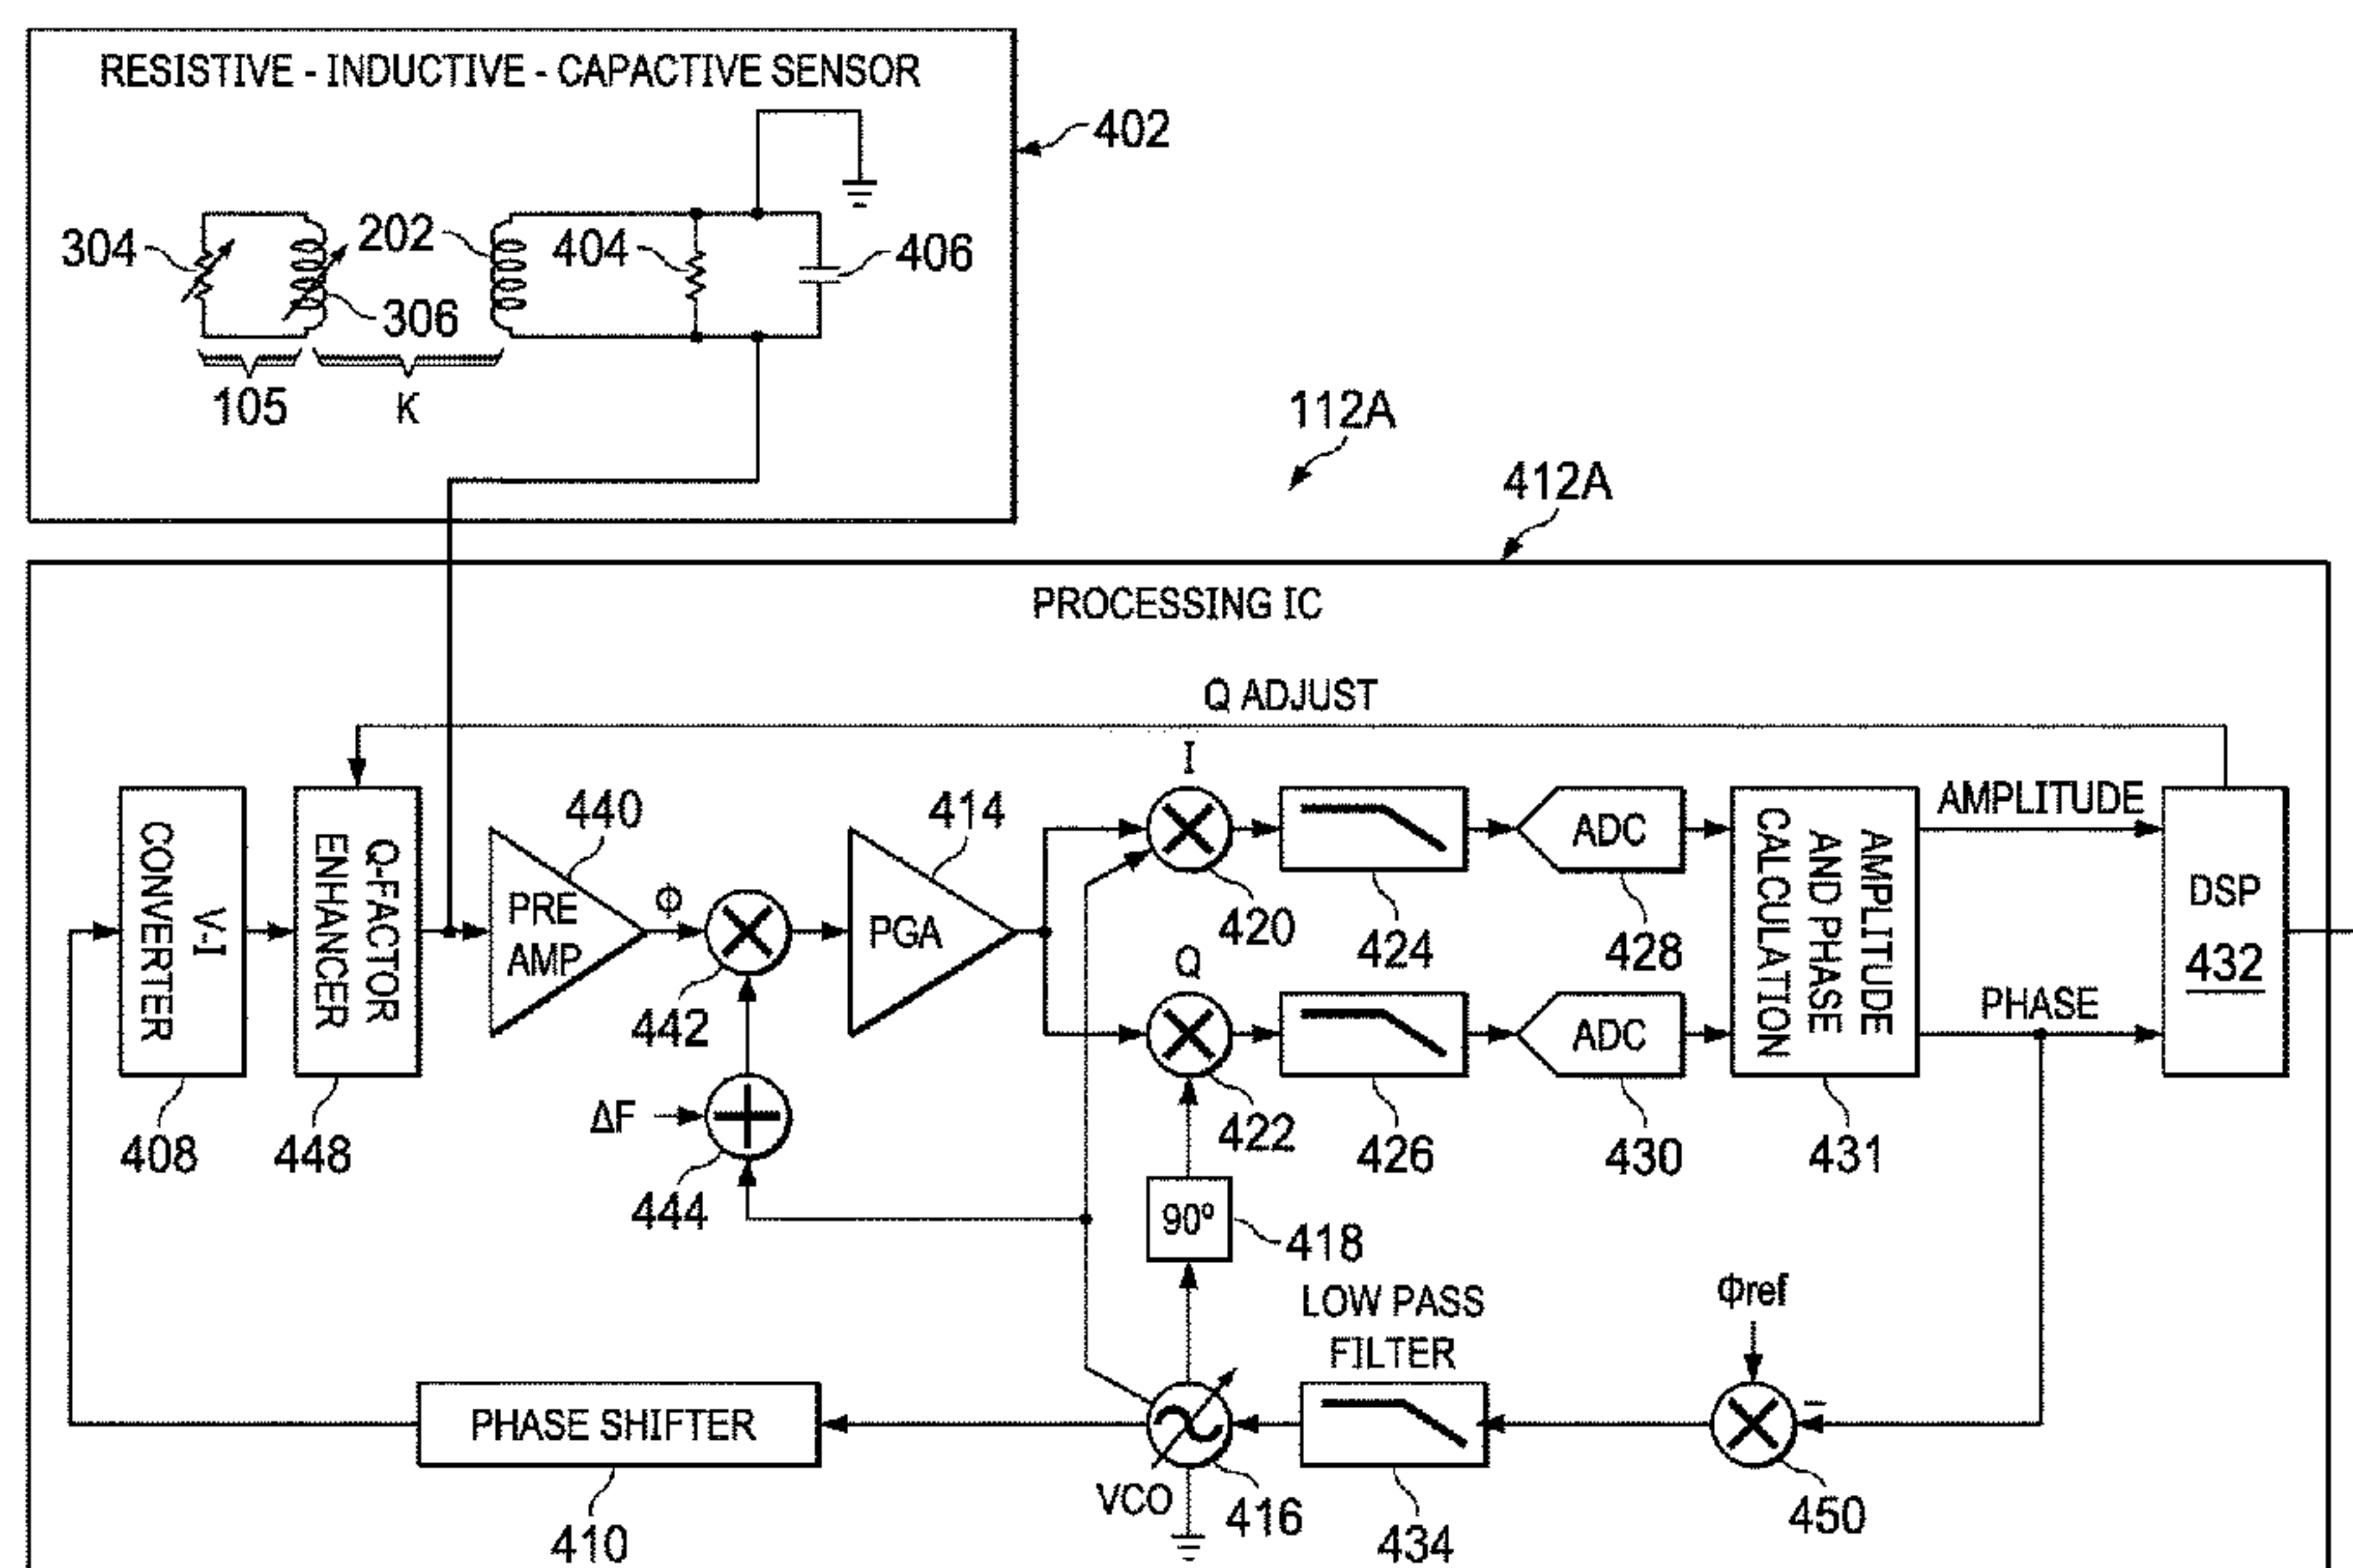 RESISTIVE - INDUCTIVE - CAPACTIVE SENSOR
402
304
202
404
406
306
105
K
112A
412A
PROCESSING IC
Q ADJUST
I
440
414
AMPLITUDE
CONVERTER
V-I
Q-FACTOR
ENHANCER
PRE
AMP
Φ
PGA
ADC
AMPLITUDE
AND PHASE
CALCULATION
DSP
432
420
424
428
Q
442
PHASE
ADC
ΔF
408
448
444
422
426
430
431
90º
418
LOW PASS
FILTER
Φref
PHASE SHIFTER
–
VCO
410
416
434
450